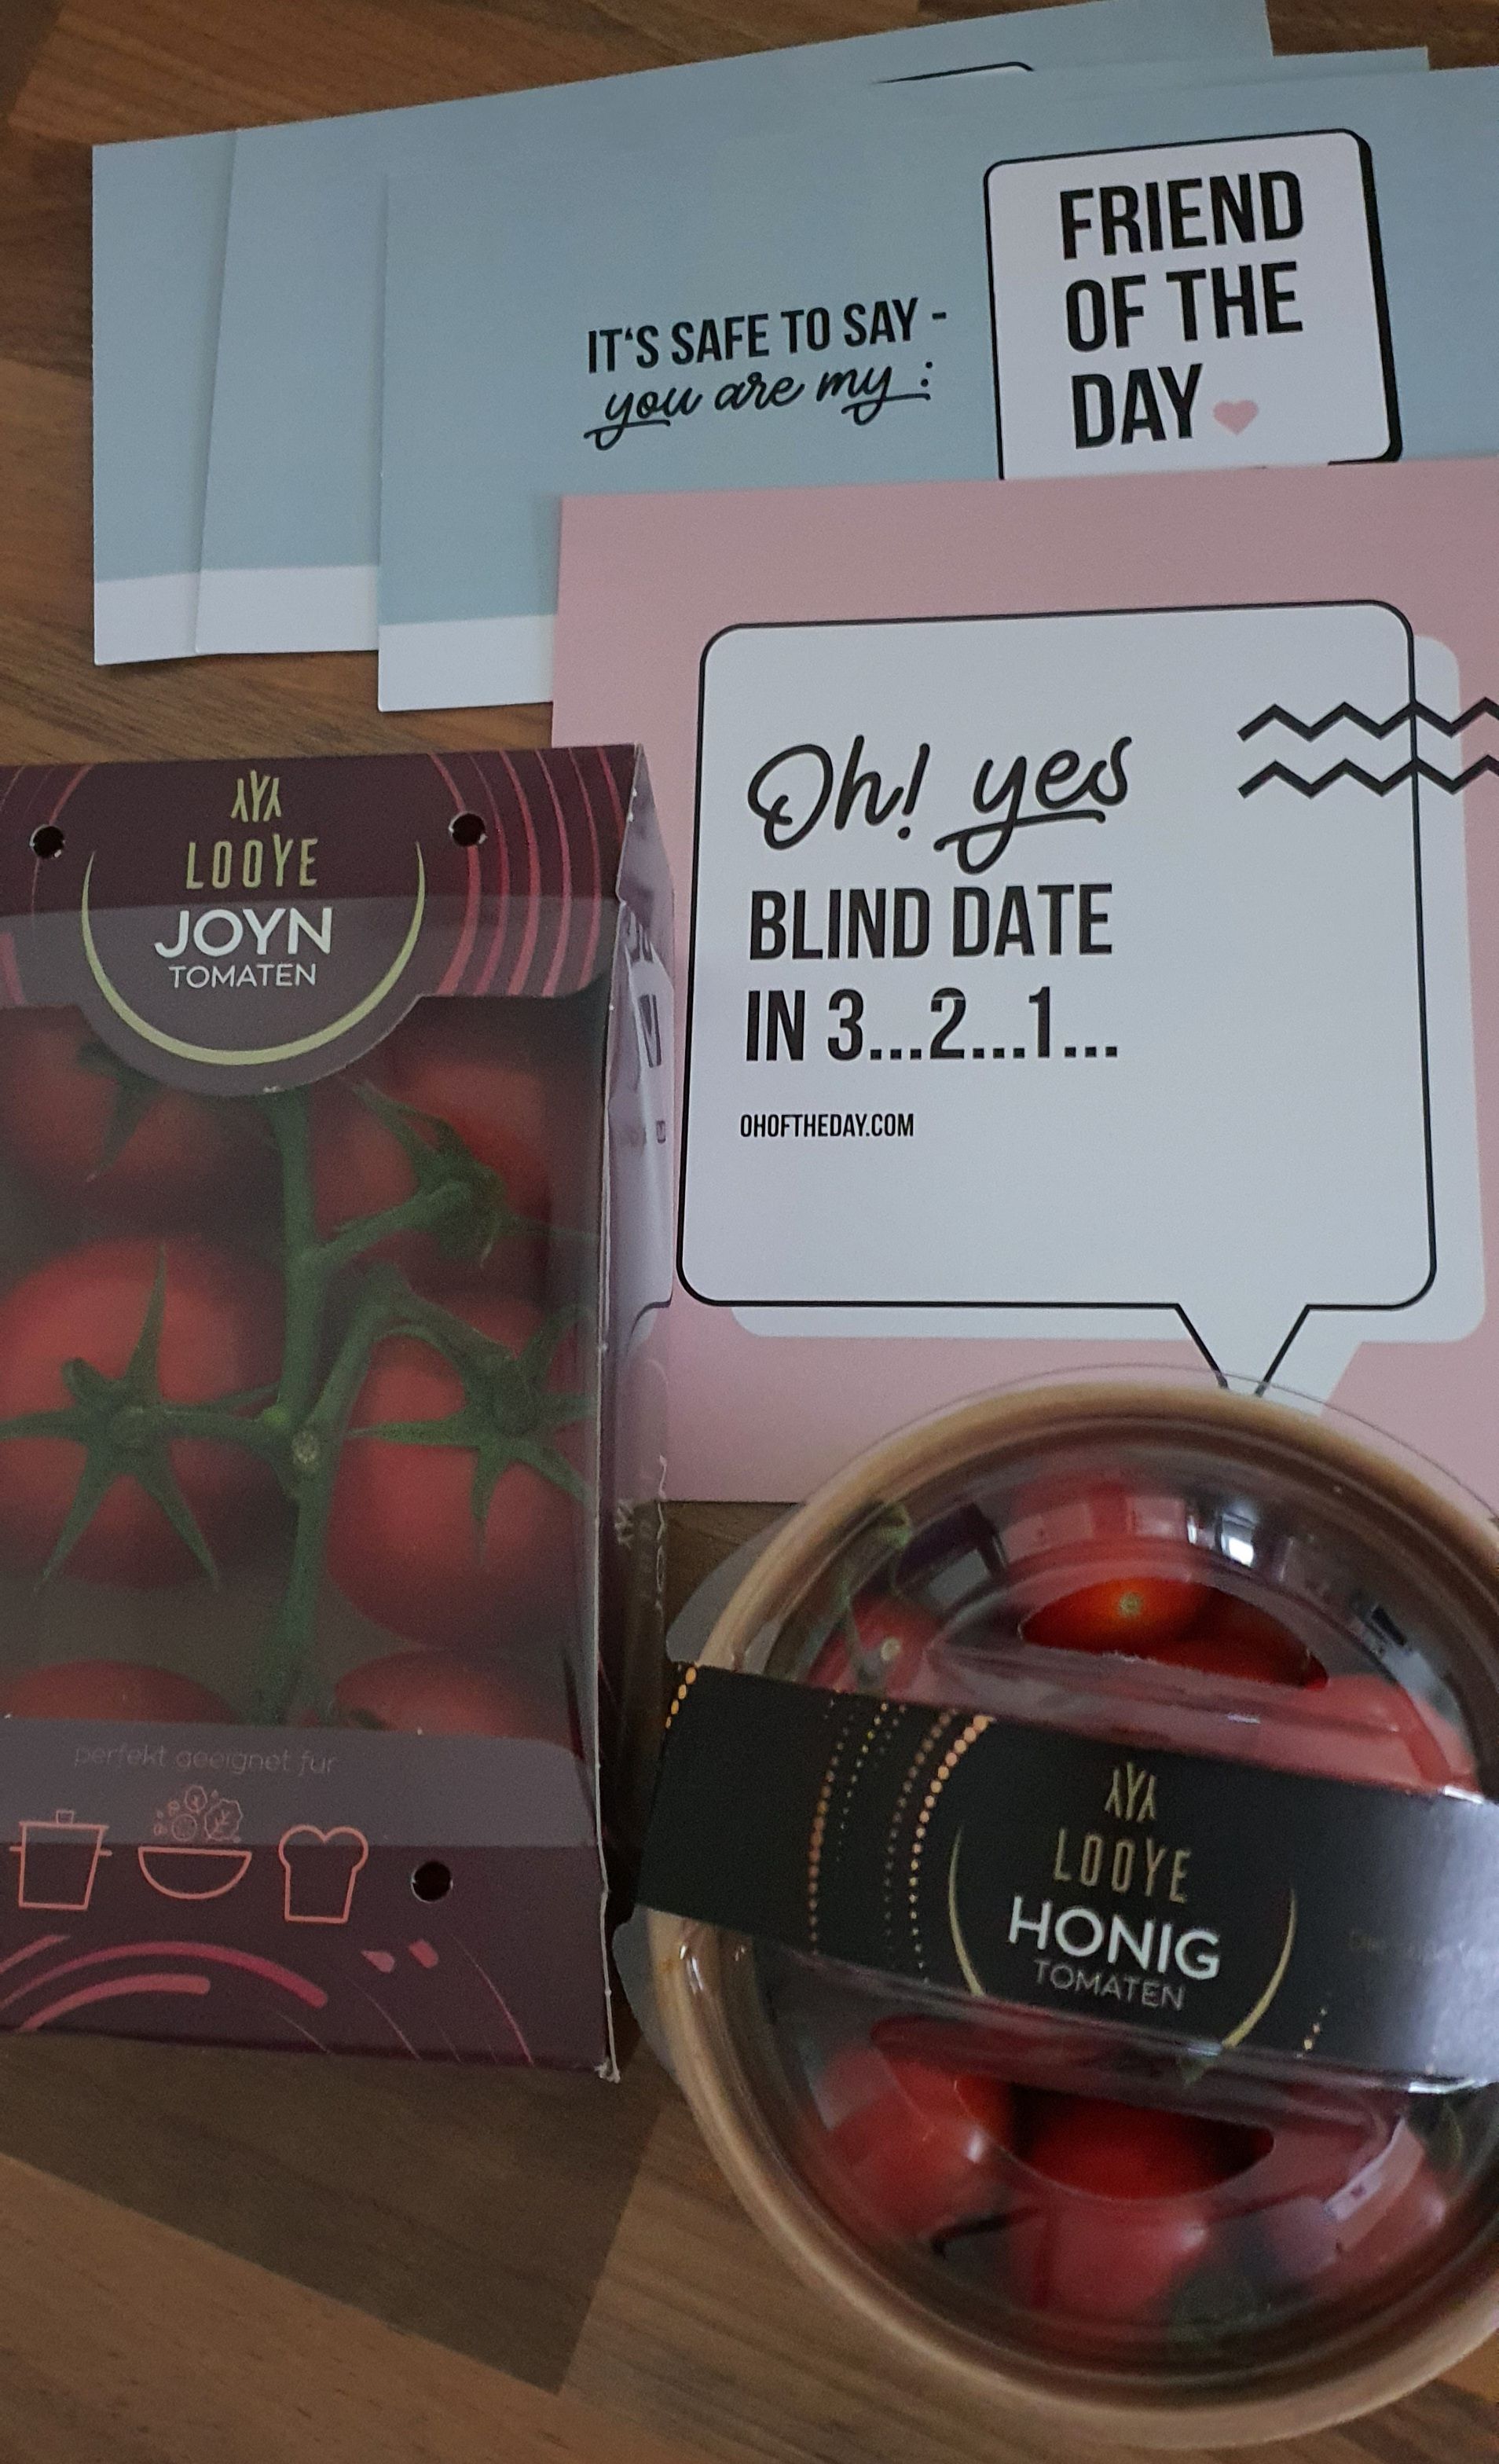 FRIEND
OF THE
DAY
IT'S SAFE TO SAY -
you are my :
Oh! yes
BLIND DATE
IN 3...2...1...
OHOFTHEDAY.COM
LOOYE
JOYN
TOMATEN
perfekt geeignet für
LOOYE
HONIG
TOMATEN